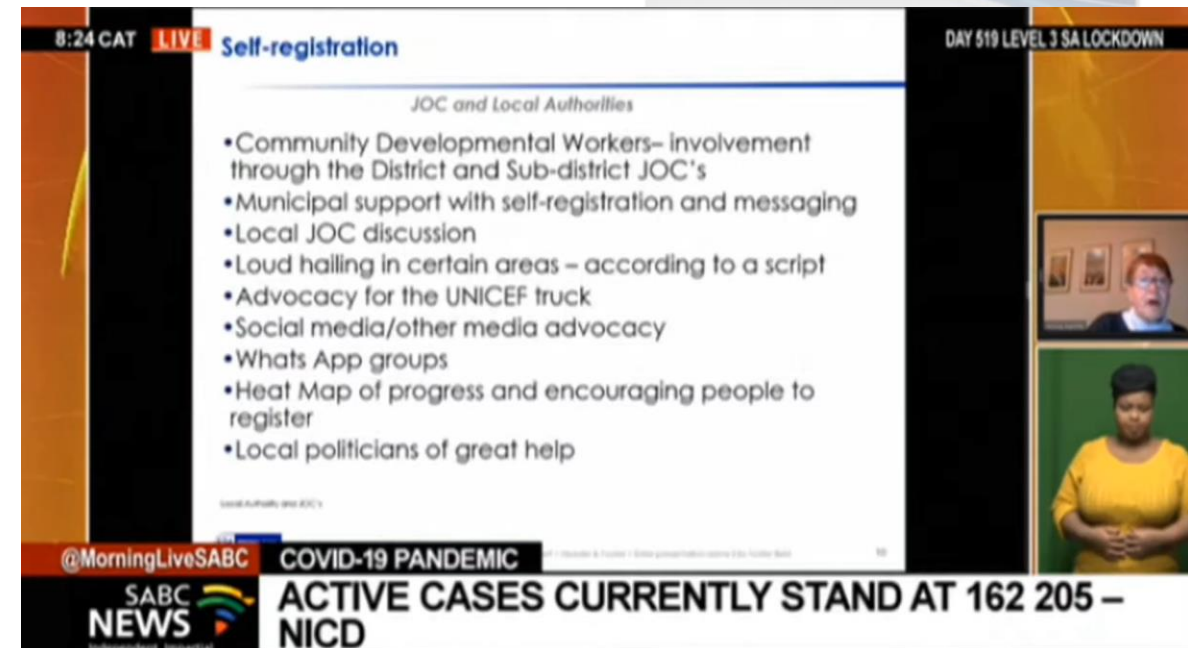 8:24 CAT LIVE
DAY 519 LEVEL 3 SA LOCKDOWN
Self-registration
JOC and Local Authorities
•Community Developmental Workers– involvement
through the District and Sub-district JOC's
•Municipal support with self-registration and messaging
•Local JOC discussion
•Loud hailing in certain areas – according to a script
•Advocacy for the UNICEF truck
•Social media/other media advocacy
•Whats App groups
•Heat Map of progress and encouraging people to
register
•Local politicians of great help
Local Authority and JOC's
10
@MorningLiveSABC
COVID-19 PANDEMIC
SABC
NEWS
Independent. Impartial
ACTIVE CASES CURRENTLY STAND AT 162 205 –
NICD